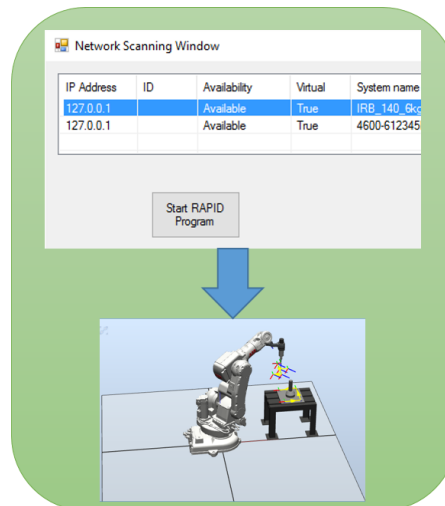 Network Scanning Window
IP Address ID Availability Virtual System name
127.0.0.1 Available True IRB_140_6kg
127.0.0.1 Available True 4600-612345
Start RAPID
Program